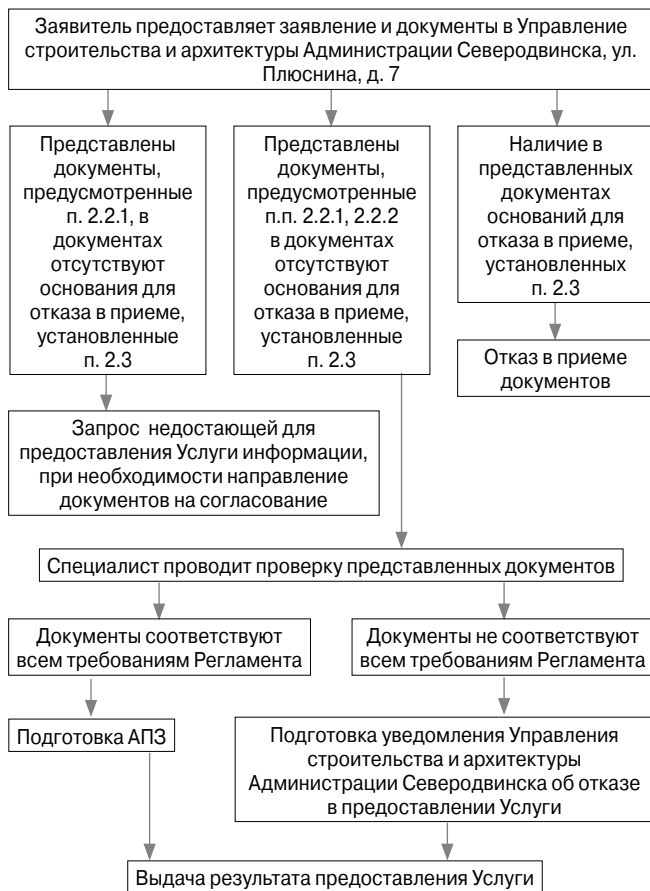 Заявитель предоставляет заявление и документы в Управление
строительства и архитектуры Администрации Северодвинска, ул.
Плюснина, д. 7
Представлены
документы,
предусмотренные
п. 2.2.1, в
документах
отсутствуют
основания для
отказа в приеме,
установленные
п. 2.3
Представлены
документы,
предусмотренные
п.п. 2.2.1, 2.2.2
в документах
отсутствуют
основания для
отказа в приеме,
установленные
п. 2.3
Наличие в
представленных
документах
оснований для
отказа в приеме,
установленных
п. 2.3
Отказ в приеме
документов
Запрос недостающей для
предоставления Услуги информации,
при необходимости направление
документов на согласование
Специалист проводит проверку представленных документов
Документы соответствуют
всем требованиям Регламента
Документы не соответствуют
всем требованиям Регламента
Подготовка АПЗ
Подготовка уведомления Управления
строительства и архитектуры
Администрации Северодвинска об отказе
в предоставлении Услуги
Выдача результата предоставления Услуги